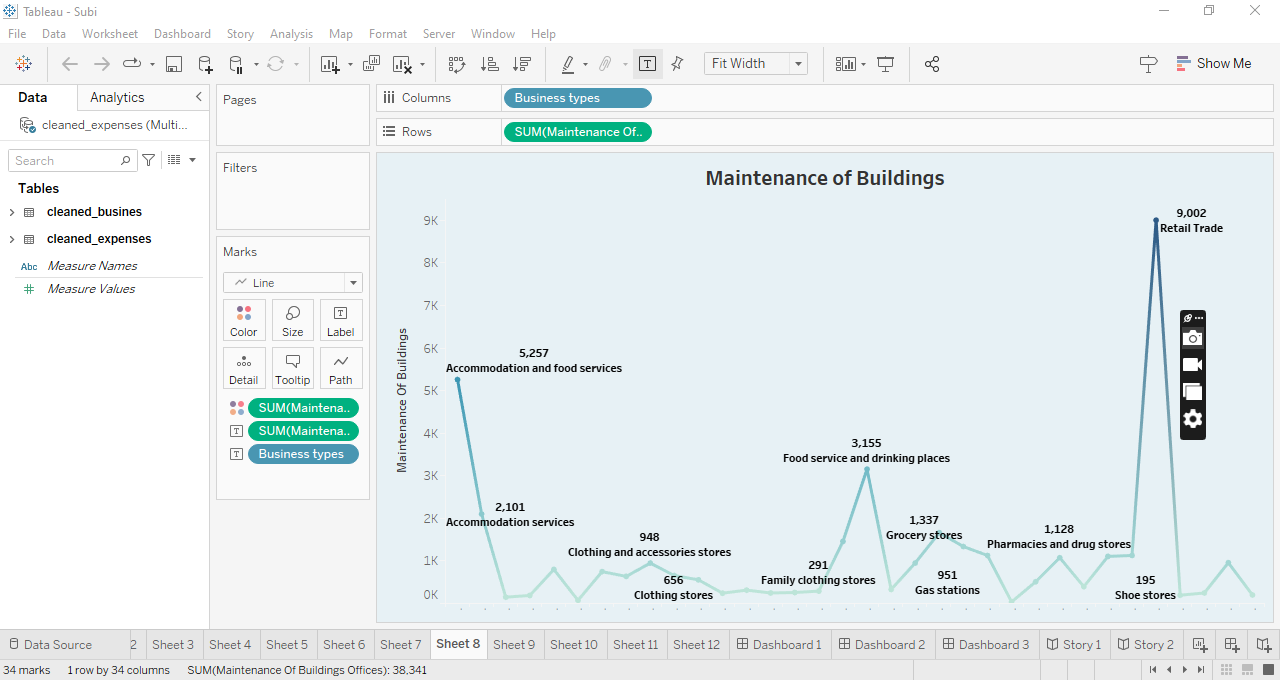 Tableau - Subi
File Data Worksheet Dashboard Story Analysis Map Format Server Window Help
Fit Width
Show Me
Data Analytics
cleaned_expenses (Multi...
Search
Tables
cleaned_busines
cleaned_expenses
Abc Measure Names
# Measure Values
Pages
Filters
Marks
Line
Color Size Label
Detail Tooltip Path
SUM(Maintena..
SUM(Maintena..
Business types
Columns Business types
Rows SUM(Maintenance Of..
Maintenance of Buildings
Maintenance Of Buildings
9K
8K
7K
6K
5K
4K
3K
2K
1K
0K
9,002
Retail Trade
5,257
Accommodation and food services
3,155
Food service and drinking places
2,101
Accommodation services
1,337
Grocery stores
1,128
Pharmacies and drug stores
948
Clothing and accessories stores
656
Clothing stores
291
Family clothing stores
951
Gas stations
195
Shoe stores
Data Source 2 Sheet 3 Sheet 4 Sheet 5 Sheet 6 Sheet 7 Sheet 8 Sheet 9 Sheet 10 Sheet 11 Sheet 12 Dashboard 1 Dashboard 2 Dashboard 3 Story 1 Story 2
34 marks 1 row by 34 columns SUM(Maintenance Of Buildings Offices): 38,341